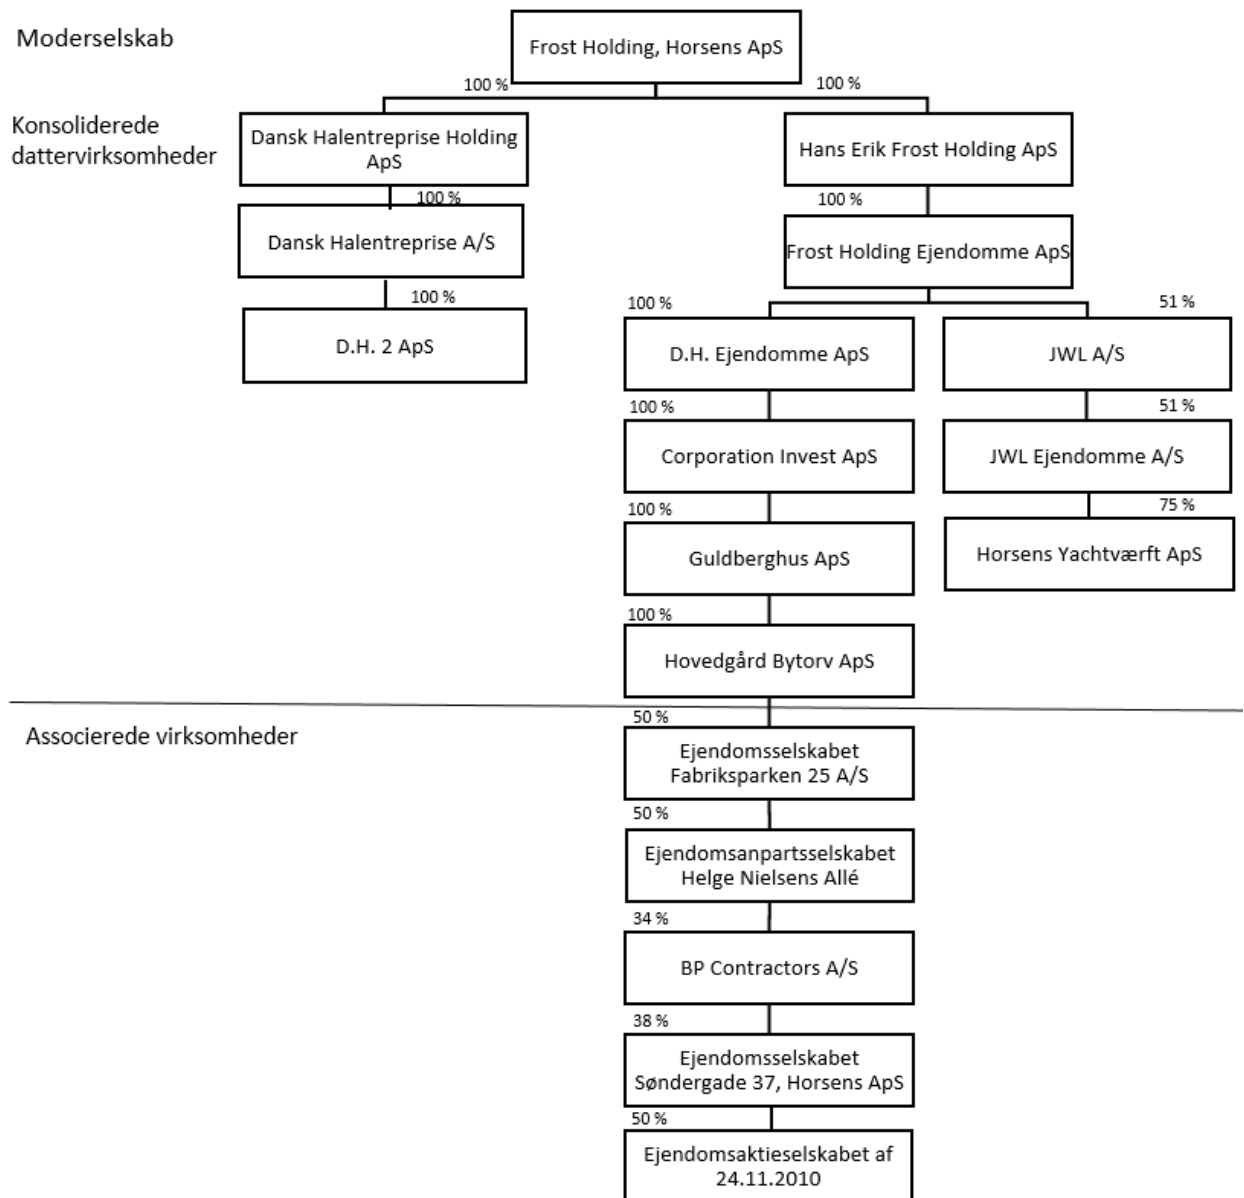 Moderselskab
Frost Holding, Horsens ApS
100 %
100 %
Konsoliderede
dattervirksomheder
Dansk Halentreprise Holding
ApS
Hans Erik Frost Holding ApS
100 %
100 %
Dansk Halentreprise A/S
Frost Holding Ejendomme ApS
100 %
100 %
51 %
D.H. 2 ApS
D.H. Ejendomme ApS
JWL A/S
100 %
51 %
Corporation Invest ApS
JWL Ejendomme A/S
100 %
75 %
Guldberghus ApS
Horsens Yachtværft ApS
100 %
Hovedgård Bytorv ApS
Associerede virksomheder
50 %
Ejendomsselskabet
Fabriksparken 25 A/S
50 %
Ejendomsanpartsselskabet
Helge Nielsens Allé
34 %
BP Contractors A/S
38 %
Ejendomsselskabet
Søndergade 37, Horsens ApS
50 %
Ejendomsaktieselskabet af
24.11.2010